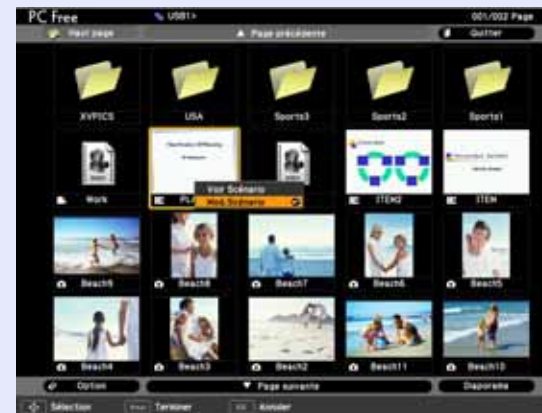 PC Free USB1> 001/002 Page
Haut page Page précédente Quitter
XVPICS USA Sports3 Sports2 Sports1
Work ITEM2 ITEM
Voir Scénario
Mod. Scénario
Beach9 Beach8 Beach7 Beach6 Beach5
Beach4 Beach3 Beach2 Beach11 Beach10
Option Page suivante Diaporama
Sélection Terminer Annuler